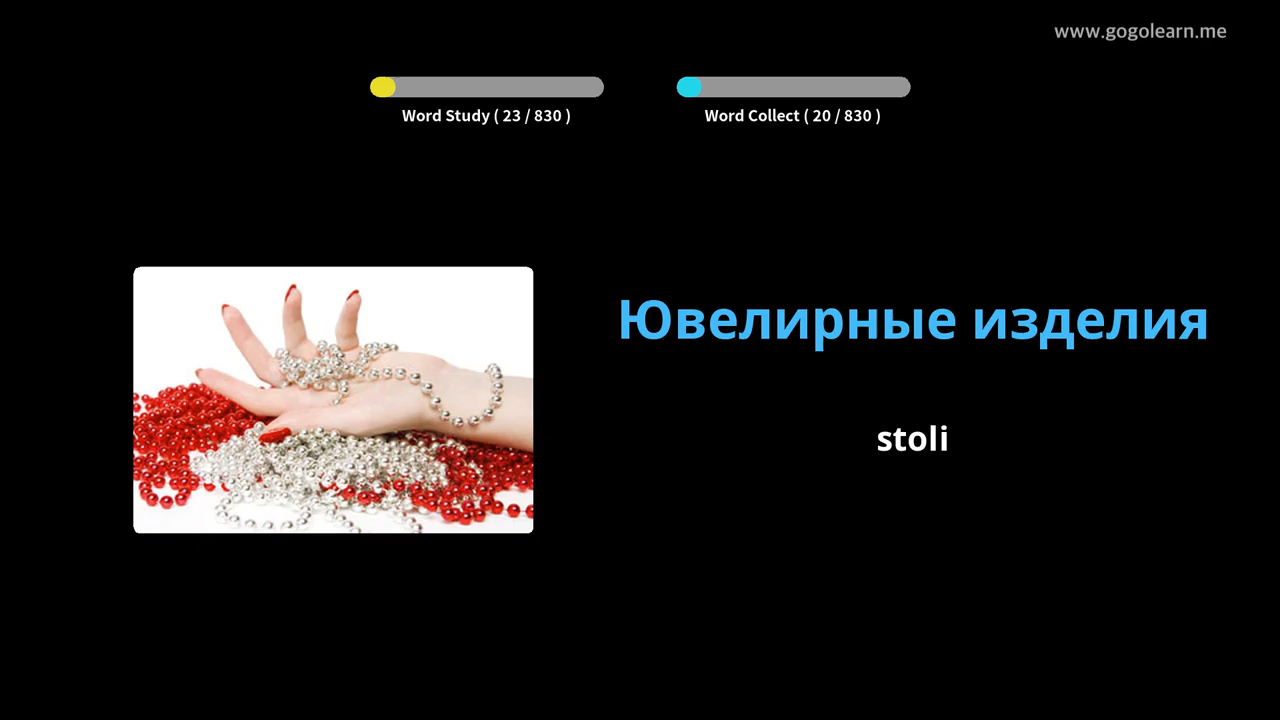 www.gogolearn.me
Word Study ( 23 / 830 )
Word Collect ( 20 / 830 )
Ювелирные изделия
stoli